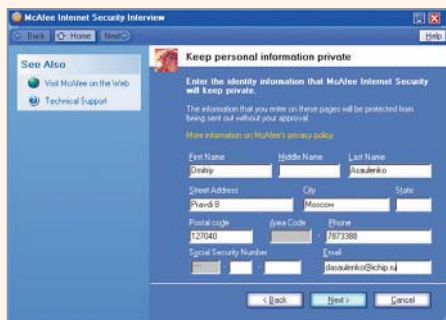 McAfee Internet Security Interview
Back Home Next Help
See Also
Visit McAfee on the Web
Technical Support
Keep personal information private
Enter the identity information that McAfee Internet Security
will keep private.
The information that you enter on these pages will be protected from
being sent out without your approval.
More information on McAfee's privacy policy
First Name Middle Name Last Name
Dmitriy Asaulenko
Street Address City State
Pravdi 8 Moscow
Postal code Area Code Phone
127040 - 7873388
Social Security Number Email
- - dasaulenko@ichip.ru
< Back Next > Cancel